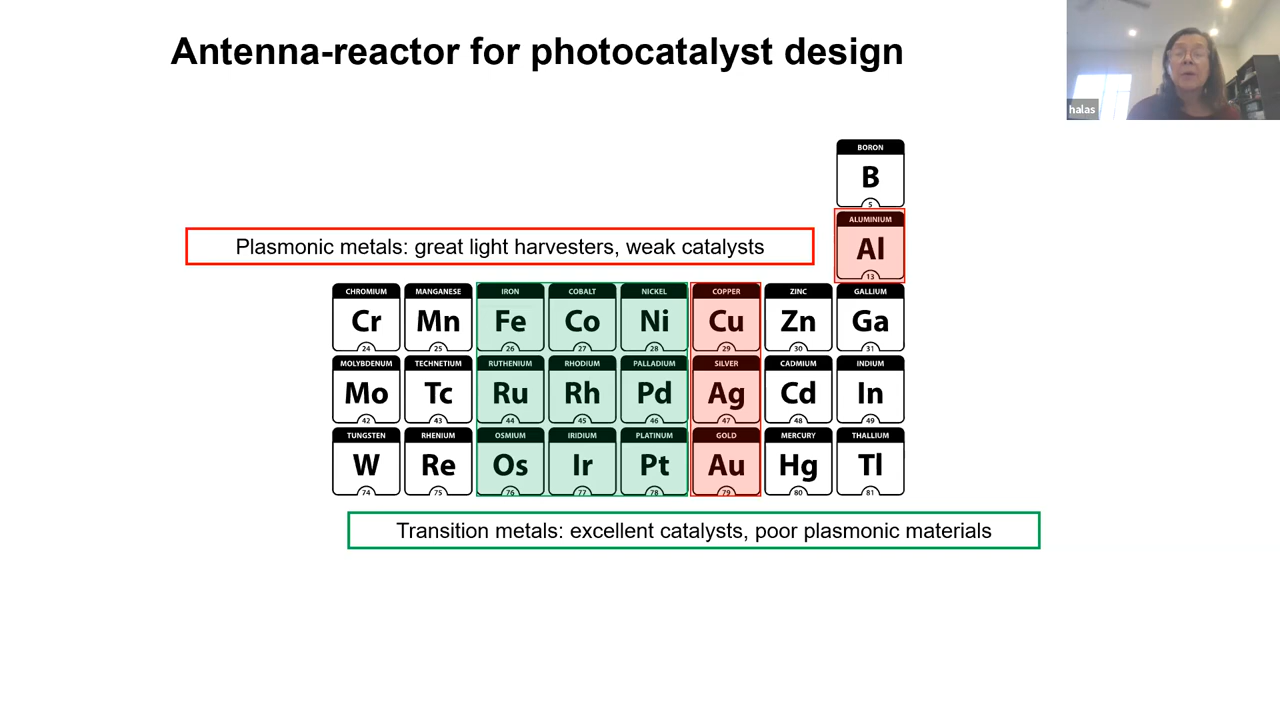 Antenna-reactor for photocatalyst design
halas
BORON
B
5
Plasmonic metals: great light harvesters, weak catalysts
ALUMINIUM
Al
13
CHROMIUM MANGANESE IRON COBALT NICKEL COPPER ZINC GALLIUM
Cr Mn Fe Co Ni Cu Zn Ga
24 25 26 27 28 29 30 31
MOLYBDENUM TECHNETIUM RUTHENIUM RHODIUM PALLADIUM SILVER CADMIUM INDIUM
Mo Tc Ru Rh Pd Ag Cd In
42 43 44 45 46 47 48 49
TUNGSTEN RHENIUM OSMIUM IRIDIUM PLATINUM GOLD MERCURY THALLIUM
W Re Os Ir Pt Au Hg Tl
74 75 76 77 78 79 80 81
Transition metals: excellent catalysts, poor plasmonic materials